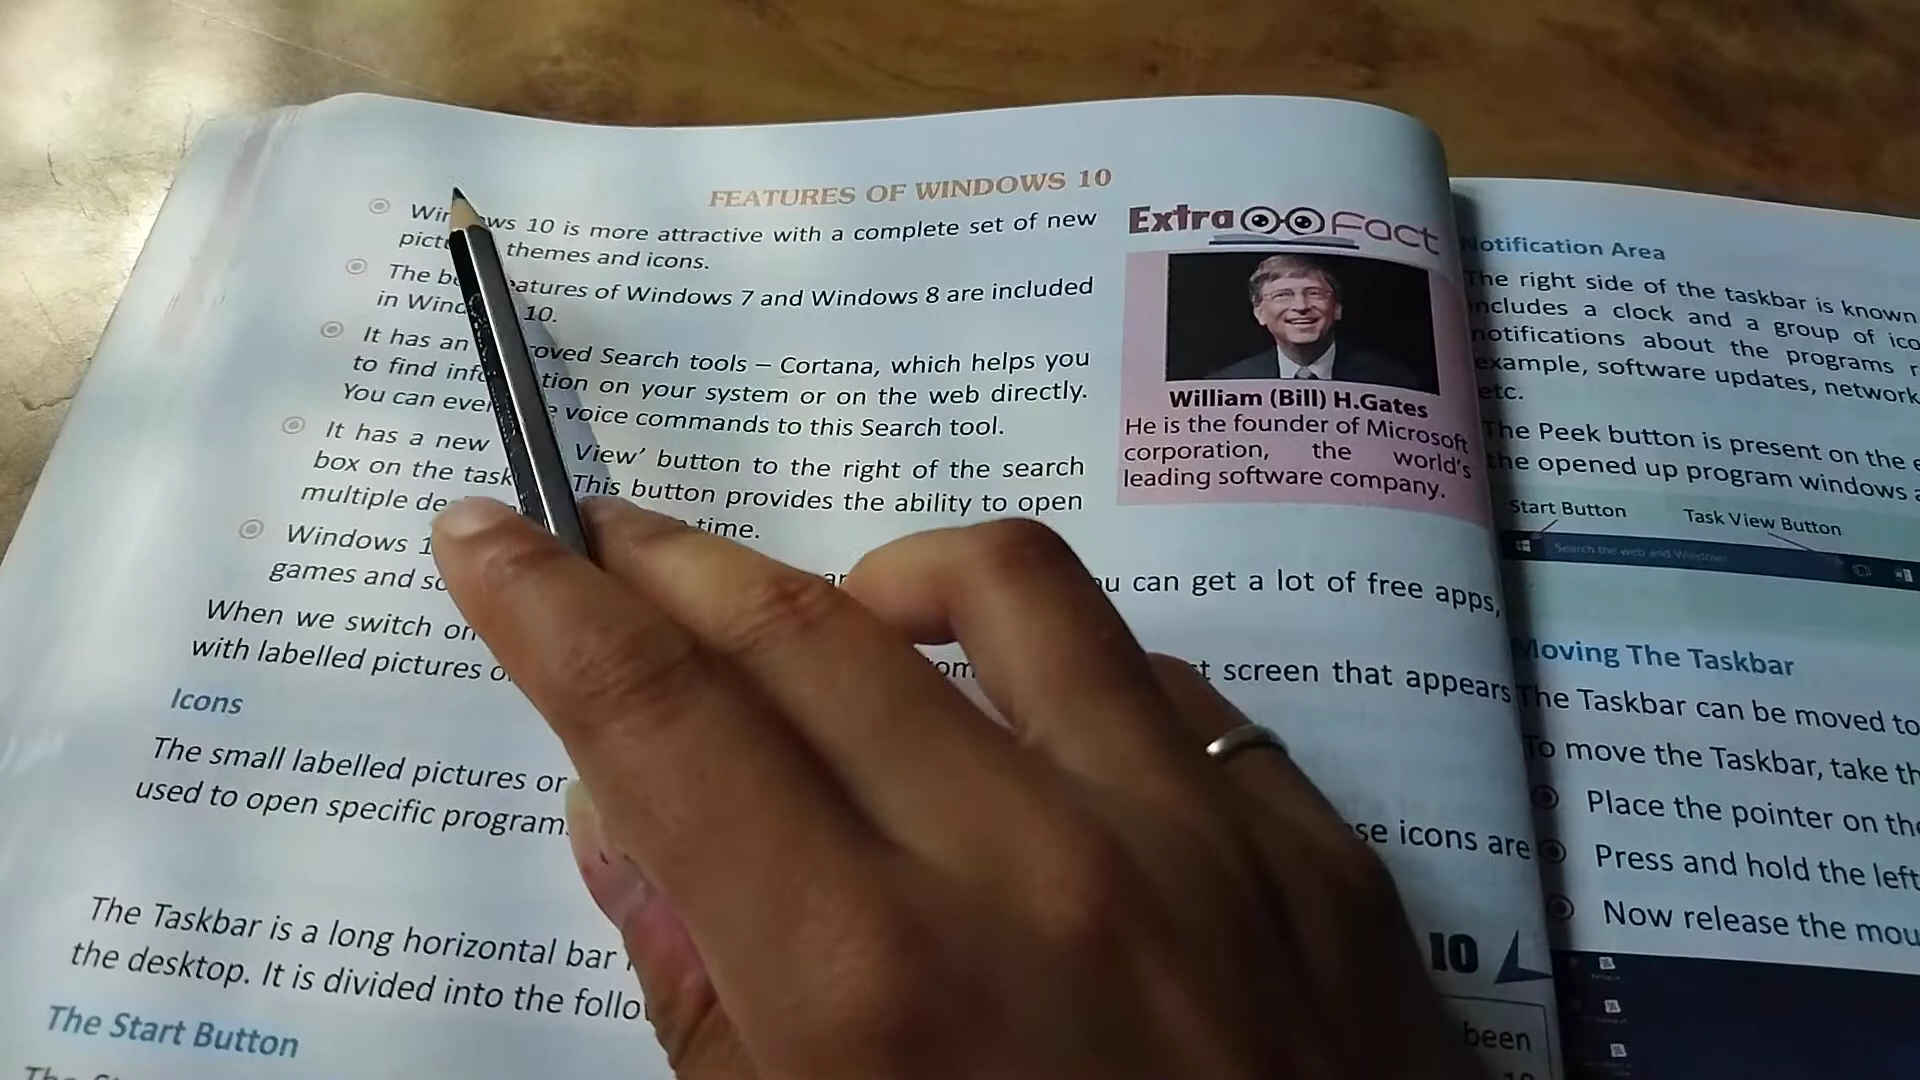 FEATURES OF WINDOWS 10
ws 10 is more attractive with a complete set of new
themes and icons.
The atures of Windows 7 and Windows 8 are included
in 10.
It has an oved Search tools – Cortana, which helps you
to find tion on your system or on the web directly.
You can voice commands to this Search tool.
It has a new View’ button to the right of the search
box on the This button provides the ability to open
multiple time.
Windows
games and u can get a lot of free apps,
When we switch
with labelled pictures st screen that appears
Icons
The small labelled pictures or
used to open specific program se icons are
The Taskbar is a long horizontal bar
the desktop. It is divided into the
The Start Button
Extra Fact
William (Bill) H.Gates
He is the founder of Microsoft
corporation, the world's
leading software company.
10
been
Notification Area
The right side of the taskbar is known
includes a clock and a group of
notifications about the programs
example, software updates, network
etc.
The Peek button is present on the
the opened up program windows
Start Button Task View Button
Search the web and Windows
Moving The Taskbar
The Taskbar can be moved to
To move the Taskbar, take
Place the pointer on
Press and hold the left
Now release the